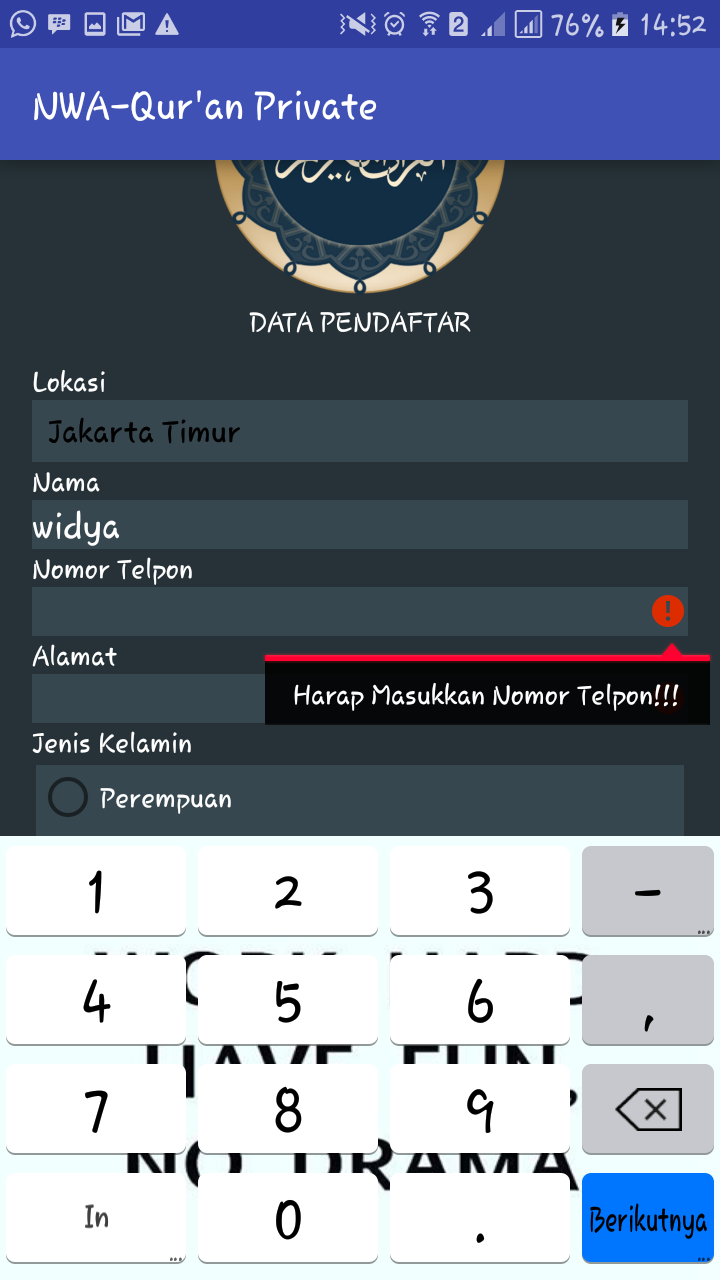 2 76% 14:52
NWA-Qur'an Private
DATA PENDAFTAR
Lokasi
Jakarta Timur
Nama
widya
Nomor Telpon
!
Alamat
Harap Masukkan Nomor Telpon!!!
Jenis Kelamin
Perempuan
1 2 3 -
4 5 6 ,
7 8 9
In 0 . Berikutnya
WORK HARD
HAVE FUN,
NO DRAMA